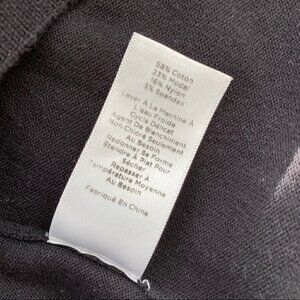 58% Coton
23% Modal
16% Nylon
3% Spandex
Laver À La Machine À
L'eau Froide
Cycle Délicat
Agent De Blanchiment
Non Chloré Seulement
Au Besoin
Redonner Sa Forme
Étendre À Plat Pour
Sécher
Repasser À
Température Moyenne
Au Besoin
Fabriqué En Chine